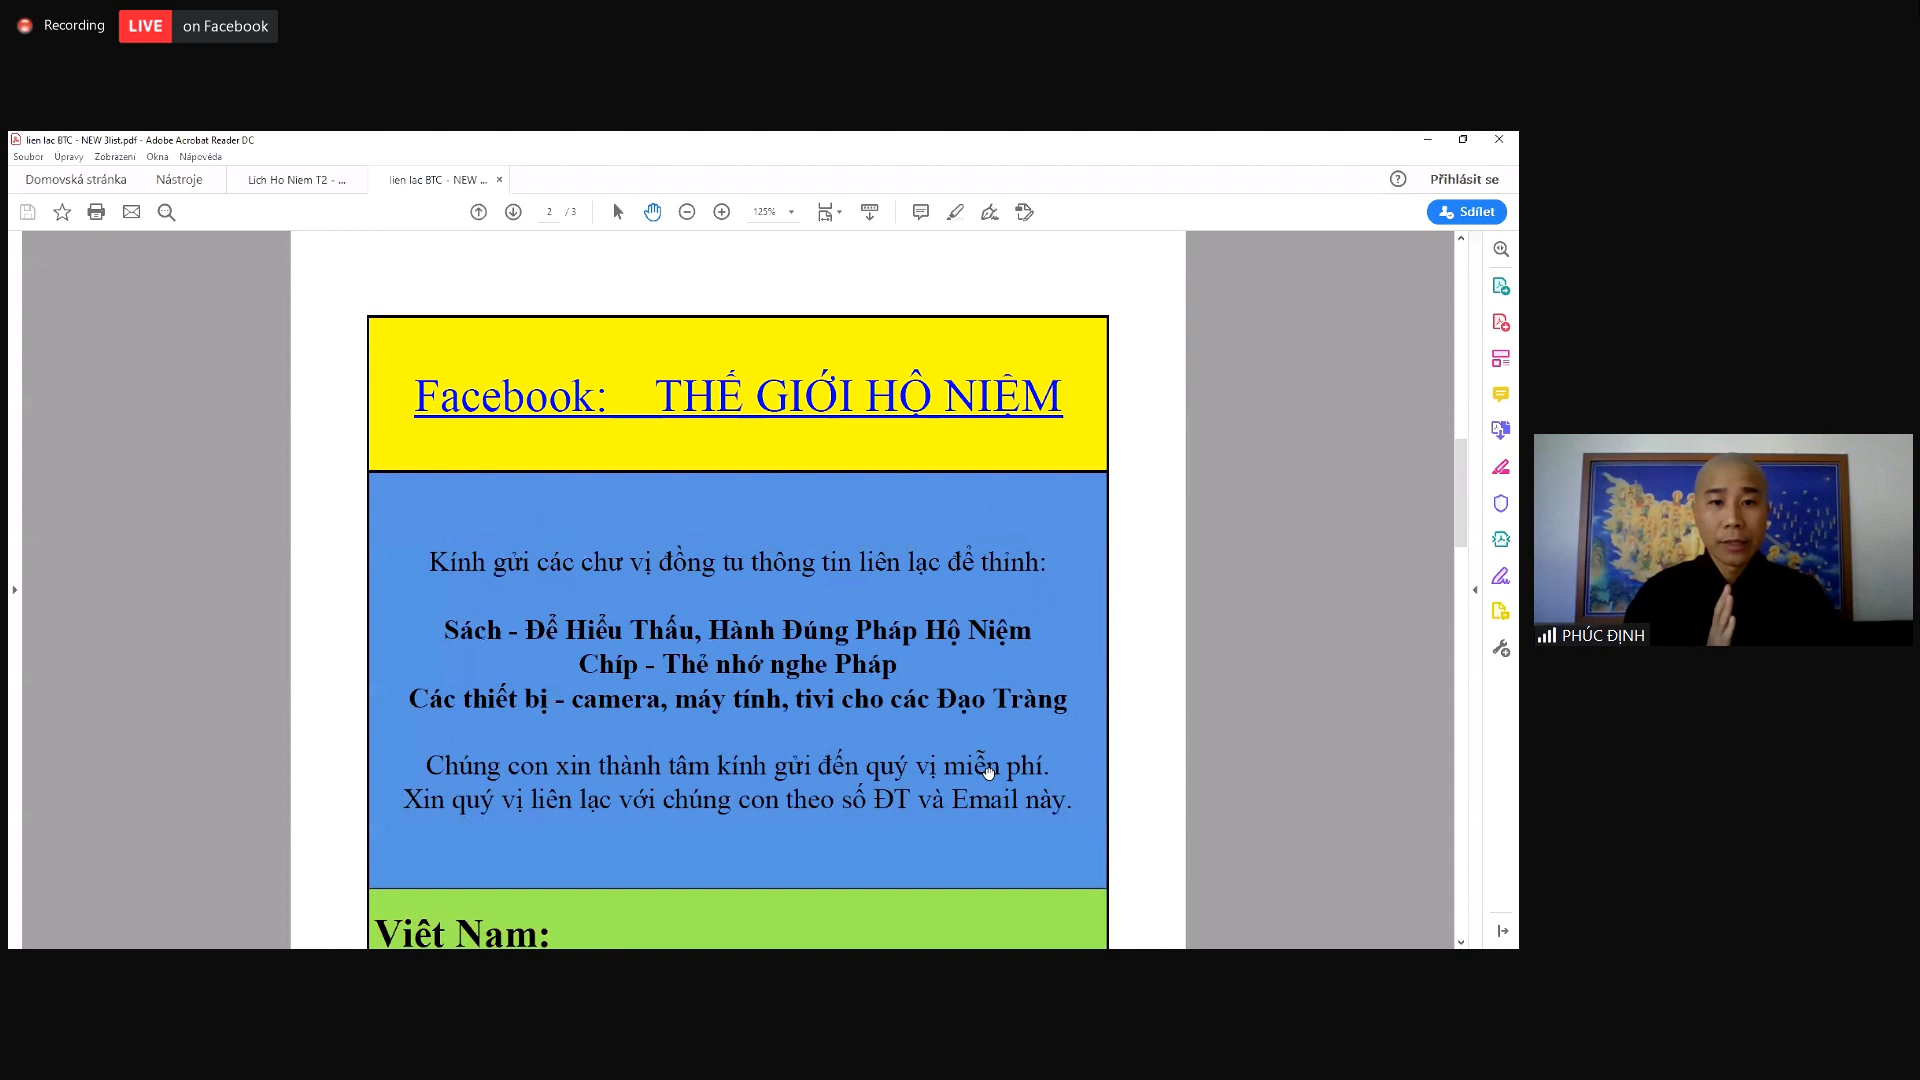 Recording LIVE on Facebook
lien lac BTC - NEW 3list.pdf - Adobe Acrobat Reader DC
Soubor Úpravy Zobrazení Okna Nápověda
Domovská stránka Nástroje Lich Ho Niem T2 - ... lien lac BTC - NEW ... × Přihlásit se
2 / 3 125% Sdílet
Facebook: THẾ GIỚI HỘ NIỆM
Kính gửi các chư vị đồng tu thông tin liên lạc để thỉnh:
Sách - Để Hiểu Thấu, Hành Đúng Pháp Hộ Niệm
Chíp - Thẻ nhớ nghe Pháp
Các thiết bị - camera, máy tính, tivi cho các Đạo Tràng
Chúng con xin thành tâm kính gửi đến quý vị miễn phí.
Xin quý vị liên lạc với chúng con theo số ĐT và Email này.
Việt Nam:
PHÚC ĐỊNH